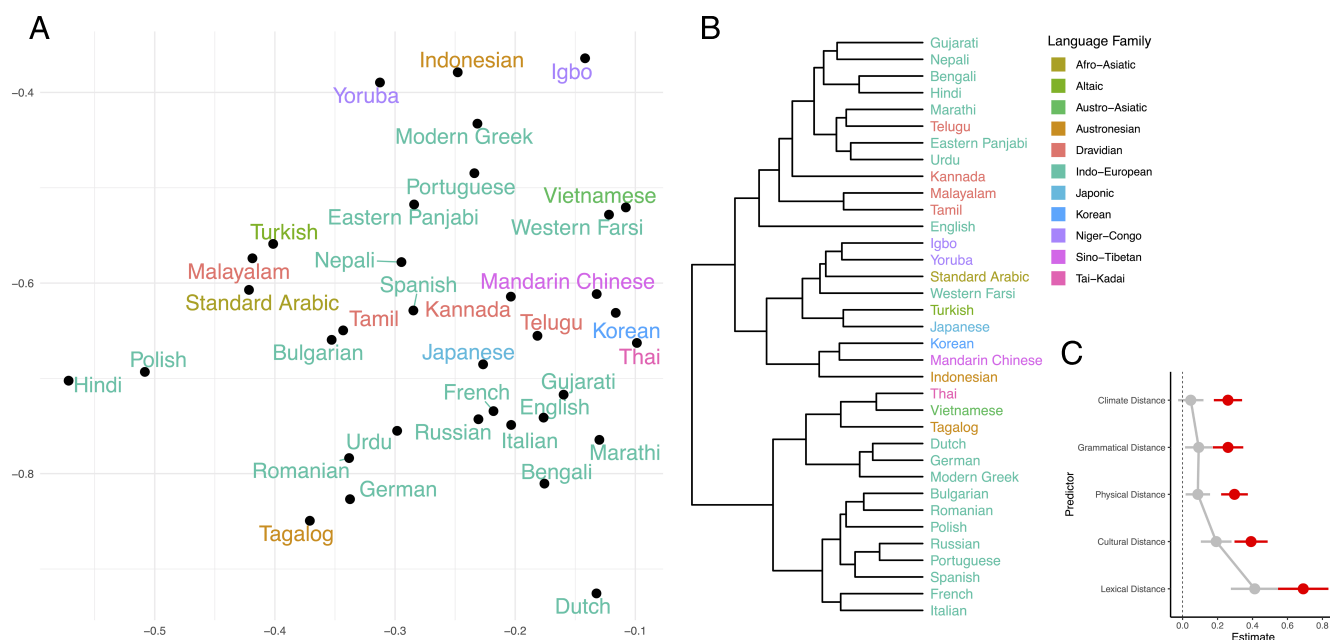 A
−0.4
−0.6
−0.8
−0.5
−0.4
−0.3
−0.2
−0.1
Indonesian
Igbo
Yoruba
Modern Greek
Portuguese
Vietnamese
Eastern Panjabi
Western Farsi
Turkish
Nepali
Malayalam
Spanish
Mandarin Chinese
Standard Arabic
Kannada
Tamil
Telugu
Korean
Bulgarian
Japanese
Thai
Polish
Hindi
Gujarati
French
English
Russian
Italian
Urdu
Marathi
Romanian
Bengali
German
Tagalog
Dutch
B
Gujarati
Nepali
Bengali
Hindi
Marathi
Telugu
Eastern Panjabi
Urdu
Kannada
Malayalam
Tamil
English
Igbo
Yoruba
Standard Arabic
Western Farsi
Turkish
Japanese
Korean
Mandarin Chinese
Indonesian
Thai
Vietnamese
Tagalog
Dutch
German
Modern Greek
Bulgarian
Romanian
Polish
Russian
Portuguese
Spanish
French
Italian
Language Family
Afro−Asiatic
Altaic
Austro−Asiatic
Austronesian
Dravidian
Indo−European
Japonic
Korean
Niger−Congo
Sino−Tibetan
Tai−Kadai
C
Predictor
Climate Distance
Grammatical Distance
Physical Distance
Cultural Distance
Lexical Distance
0.0
0.2
0.4
0.6
0.8
Estimate